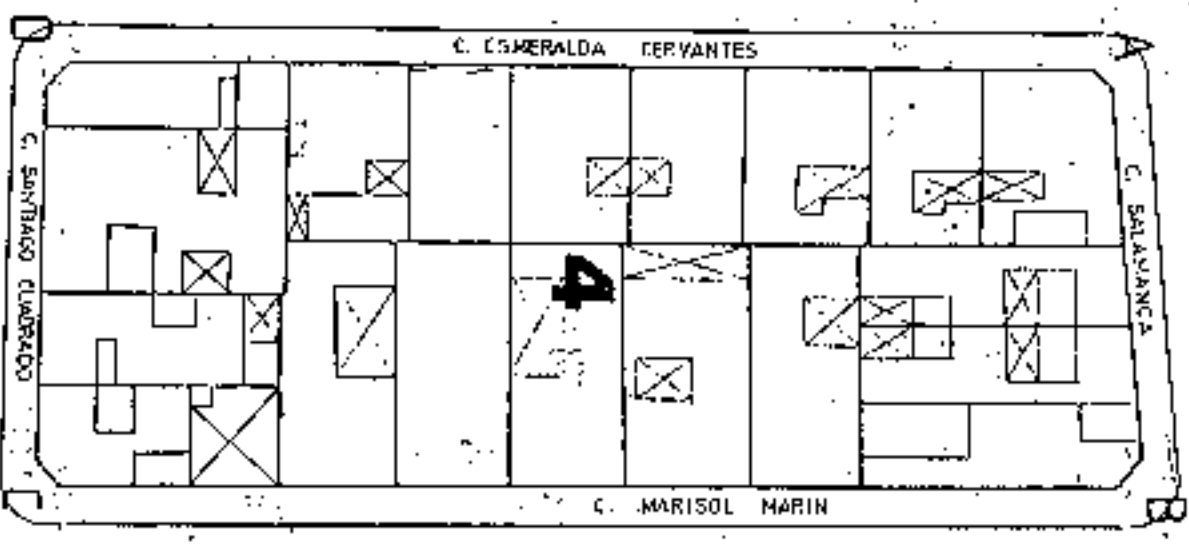 C. ESMERALDA CERVANTES
C. SANTIAGO CUADRADO
C. SALAMANCA
4
C. MARISOL MARIN